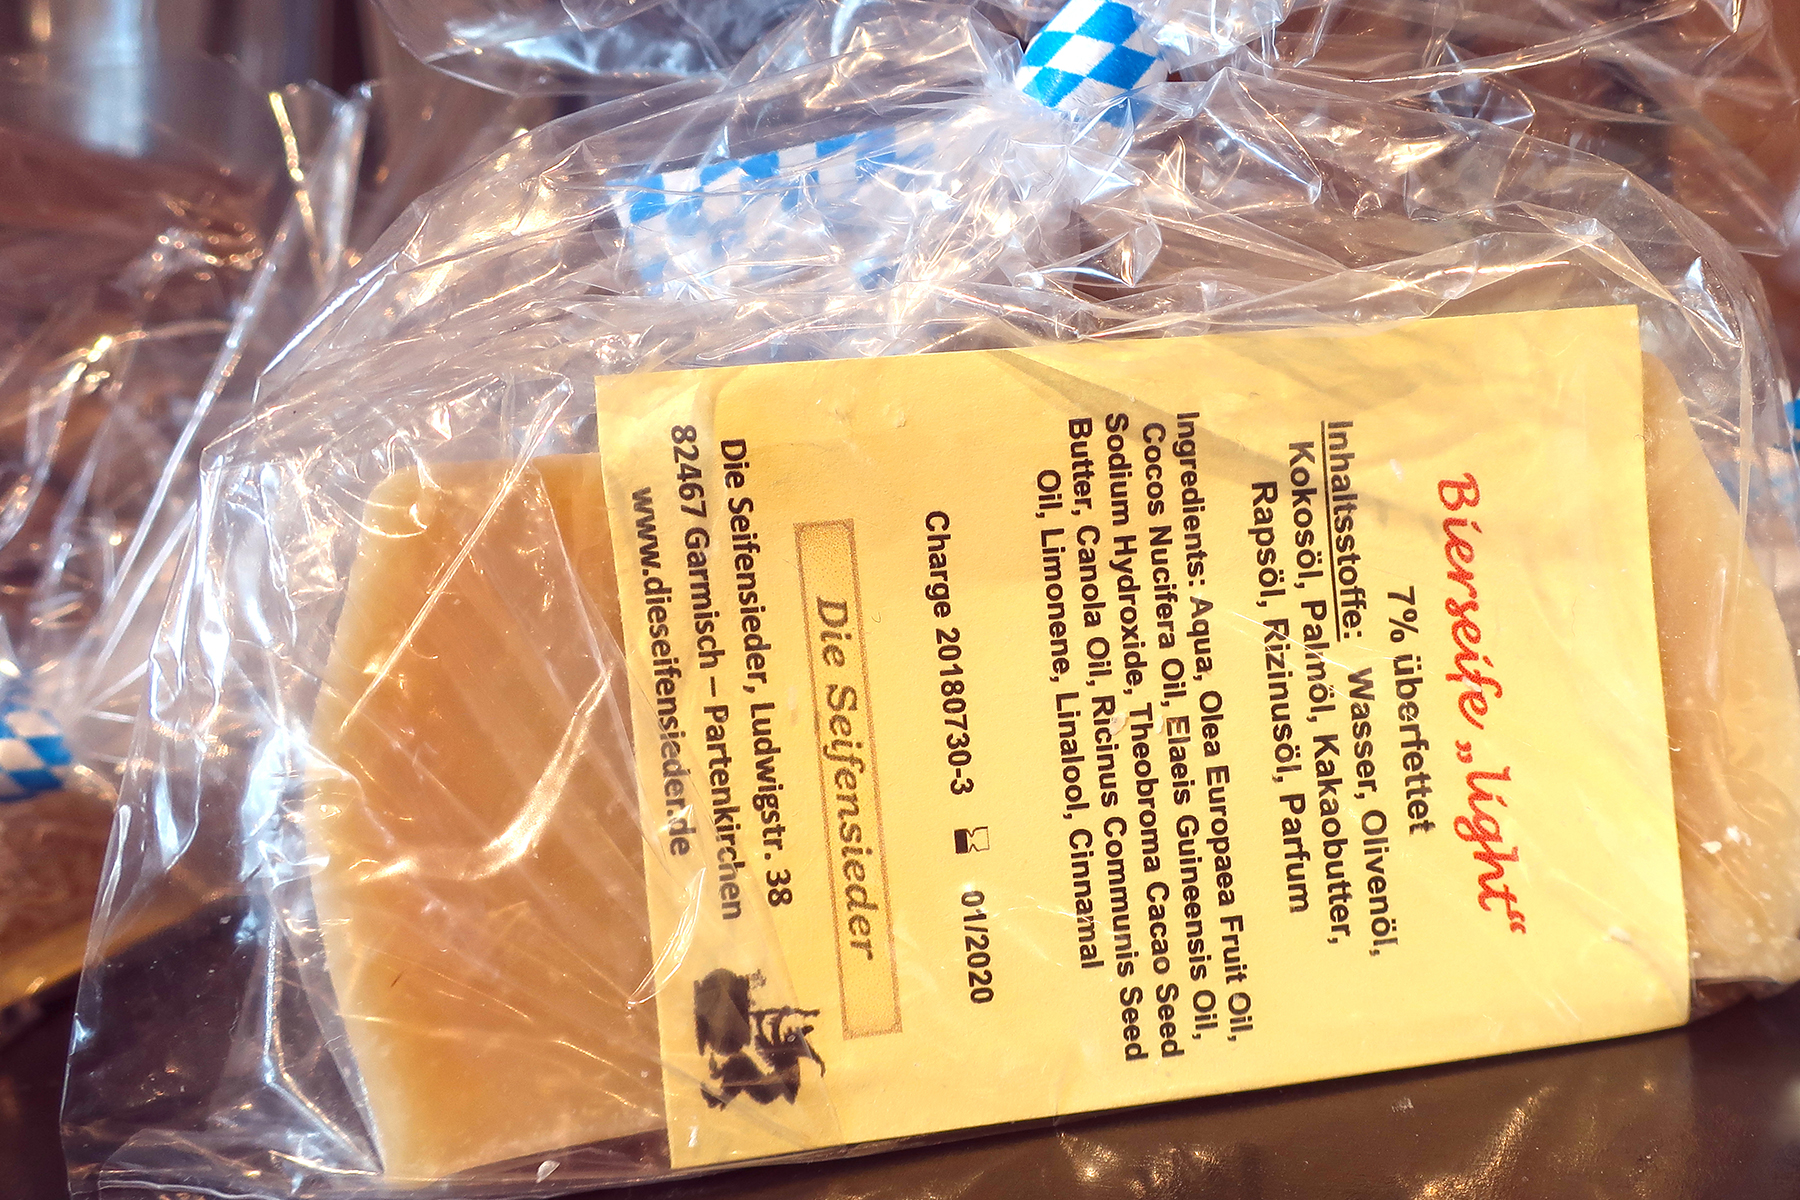 Bierseife „light“
7% überfettet
Inhaltsstoffe: Wasser, Olivenöl,
Kokosöl, Palmöl, Kakaobutter,
Rapsöl, Rizinusöl, Parfum
Ingredients: Aqua, Olea Europaea Fruit Oil,
Cocos Nucifera Oil, Elaeis Guineensis Oil,
Sodium Hydroxide, Theobroma Cacao Seed
Butter, Canola Oil, Ricinus Communis Seed
Oil, Limonene, Linalool, Cinnamal
Charge 20180730-3 01/2020
Die Seifensieder
Die Seifensieder, Ludwigstr. 38
82467 Garmisch – Partenkirchen
www.dieseifensieder.de